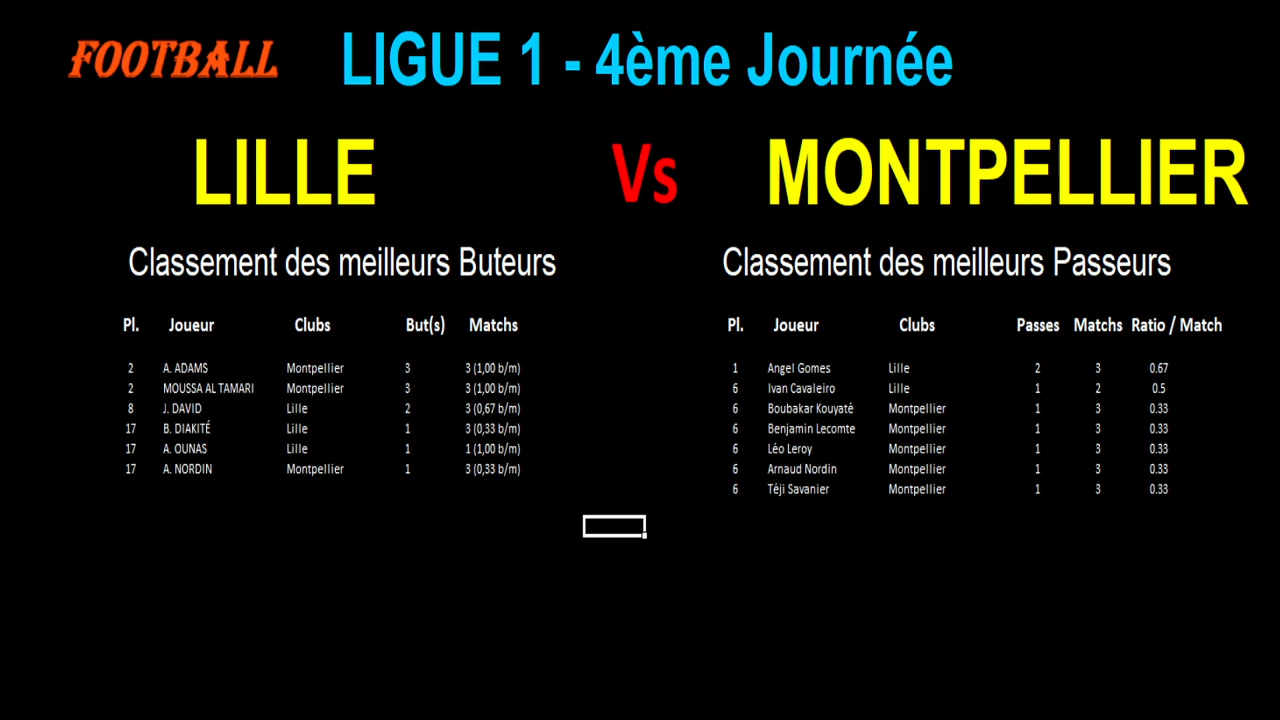 FOOTBALL LIGUE 1 - 4ème Journée
LILLE Vs MONTPELLIER
Classement des meilleurs Buteurs
Pl. Joueur Clubs But(s) Matchs
2 A. ADAMS Montpellier 3 3 (1,00 b/m)
2 MOUSSA AL TAMARI Montpellier 3 3 (1,00 b/m)
8 J. DAVID Lille 2 3 (0,67 b/m)
17 B. DIAKITÉ Lille 1 3 (0,33 b/m)
17 A. OUNAS Lille 1 1 (1,00 b/m)
17 A. NORDIN Montpellier 1 3 (0,33 b/m)
Classement des meilleurs Passeurs
Pl. Joueur Clubs Passes Matchs Ratio / Match
1 Angel Gomes Lille 2 3 0.67
6 Ivan Cavaleiro Lille 1 2 0.5
6 Boubakar Kouyaté Montpellier 1 3 0.33
6 Benjamin Lecomte Montpellier 1 3 0.33
6 Léo Leroy Montpellier 1 3 0.33
6 Arnaud Nordin Montpellier 1 3 0.33
6 Téji Savanier Montpellier 1 3 0.33